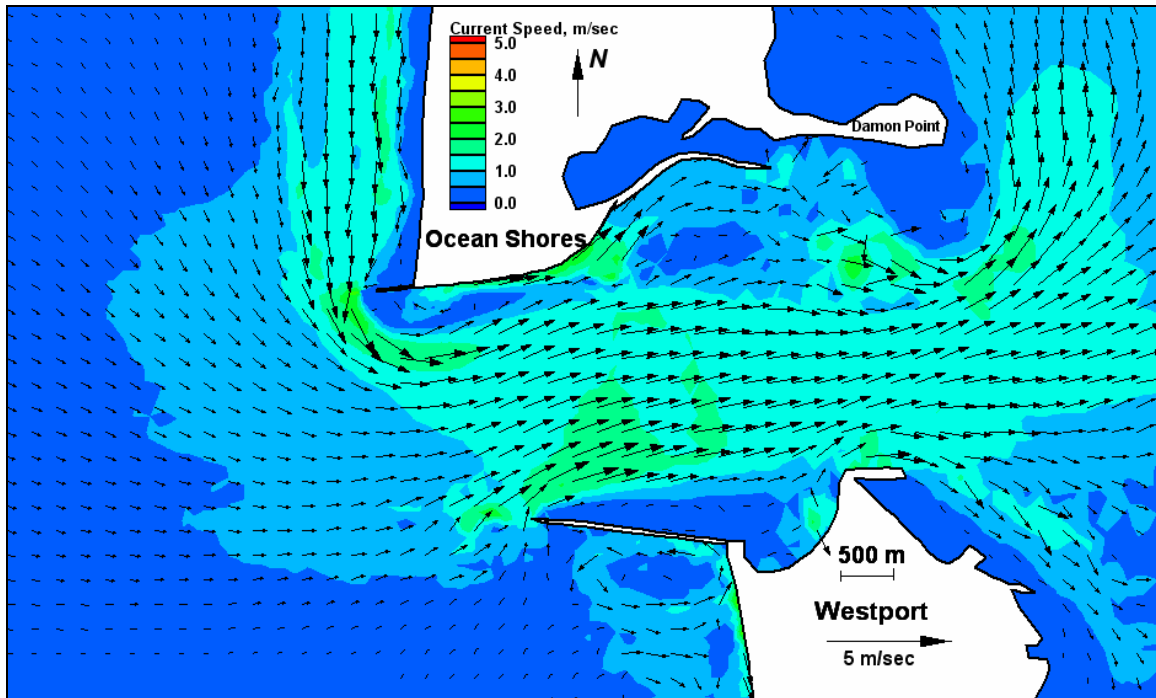 Current Speed, m/sec
5.0
4.0
3.0
2.0
1.0
0.0
N
Damon Point
Ocean Shores
500 m
Westport
5 m/sec